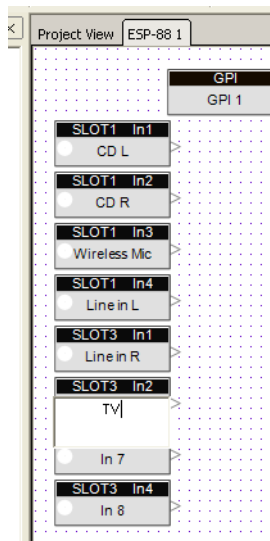 Project View ESP-88 1
GPI
GPI 1
SLOT1 In1
CD L
SLOT1 In2
CD R
SLOT1 In3
Wireless Mic
SLOT1 In4
Line in L
SLOT3 In1
Line in R
SLOT3 In2
TV
In 7
SLOT3 In4
In 8